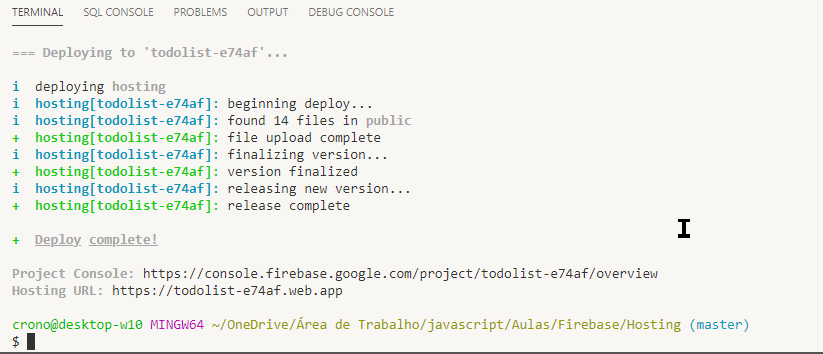 TERMINAL SQL CONSOLE PROBLEMS OUTPUT DEBUG CONSOLE
=== Deploying to 'todolist-e74af'...
i deploying hosting
i hosting[todolist-e74af]: beginning deploy...
i hosting[todolist-e74af]: found 14 files in public
+ hosting[todolist-e74af]: file upload complete
i hosting[todolist-e74af]: finalizing version...
+ hosting[todolist-e74af]: version finalized
i hosting[todolist-e74af]: releasing new version...
+ hosting[todolist-e74af]: release complete
+ Deploy complete!
Project Console: https://console.firebase.google.com/project/todolist-e74af/overview
Hosting URL: https://todolist-e74af.web.app
crono@desktop-w10 MINGW64 ~/OneDrive/Área de Trabalho/javascript/Aulas/Firebase/Hosting (master)
$